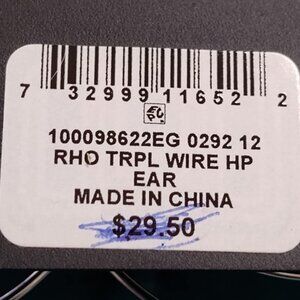 7 32999 11652 2
100098622EG 0292 12
RHO TRPL WIRE HP
EAR
MADE IN CHINA
$29.50